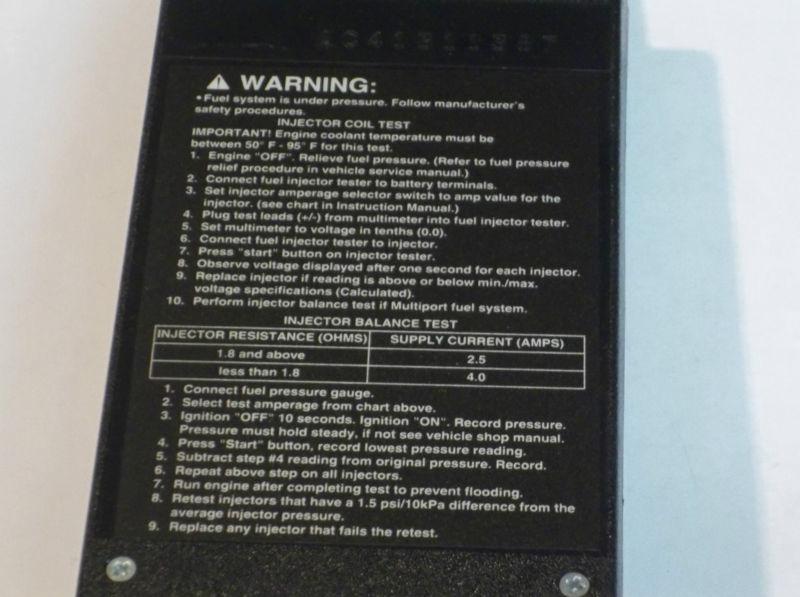 WARNING:
• Fuel system is under pressure. Follow manufacturer's
safety procedures.
INJECTOR COIL TEST
IMPORTANT! Engine coolant temperature must be
between 50° F - 95° F for this test.
1. Engine "OFF". Relieve fuel pressure. (Refer to fuel pressure
relief procedure in vehicle service manual.)
2. Connect fuel injector tester to battery terminals.
3. Set injector amperage selector switch to amp value for the
injector. (see chart in Instruction Manual.)
4. Plug test leads (+/-) from multimeter into fuel injector tester.
5. Set multimeter to voltage in tenths (0.0).
6. Connect fuel injector tester to injector.
7. Press "start" button on injector tester.
8. Observe voltage displayed after one second for each injector.
9. Replace injector if reading is above or below min./max.
voltage specifications (Calculated).
10. Perform injector balance test if Multiport fuel system.
INJECTOR BALANCE TEST
INJECTOR RESISTANCE (OHMS) SUPPLY CURRENT (AMPS)
1.8 and above 2.5
less than 1.8 4.0
1. Connect fuel pressure gauge.
2. Select test amperage from chart above.
3. Ignition "OFF" 10 seconds. Ignition "ON". Record pressure.
Pressure must hold steady, if not see vehicle shop manual.
4. Press "Start" button, record lowest pressure reading.
5. Subtract step #4 reading from original pressure. Record.
6. Repeat above step on all injectors.
7. Run engine after completing test to prevent flooding.
8. Retest injectors that have a 1.5 psi/10kPa difference from the
average injector pressure.
9. Replace any injector that fails the retest.